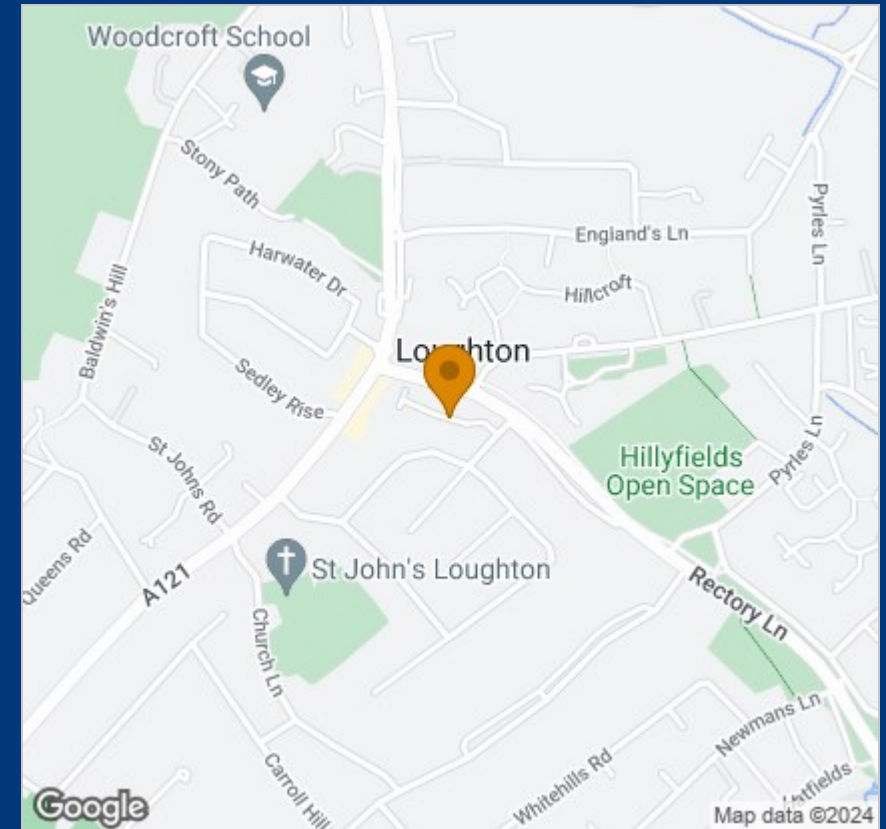 Woodcroft School
Stony Path
Pyrles Ln
England's Ln
Harwater Dr
Hillcroft
Baldwin's Hill
Loughton
Sedley Rise
Hillyfields
Open Space
Pyrles Ln
St Johns Rd
Queens Rd
A121
St John's Loughton
Rectory Ln
Church Ln
Newmans Ln
Carroll Hill
Whitehills Rd
Google
Map data ©2024